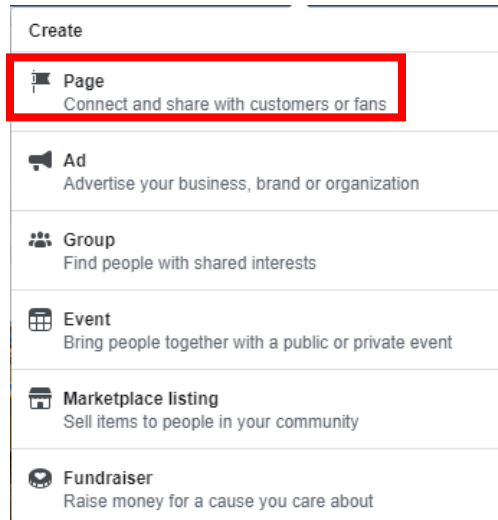 Create
Page
Connect and share with customers or fans
Ad
Advertise your business, brand or organization
Group
Find people with shared interests
Event
Bring people together with a public or private event
Marketplace listing
Sell items to people in your community
Fundraiser
Raise money for a cause you care about